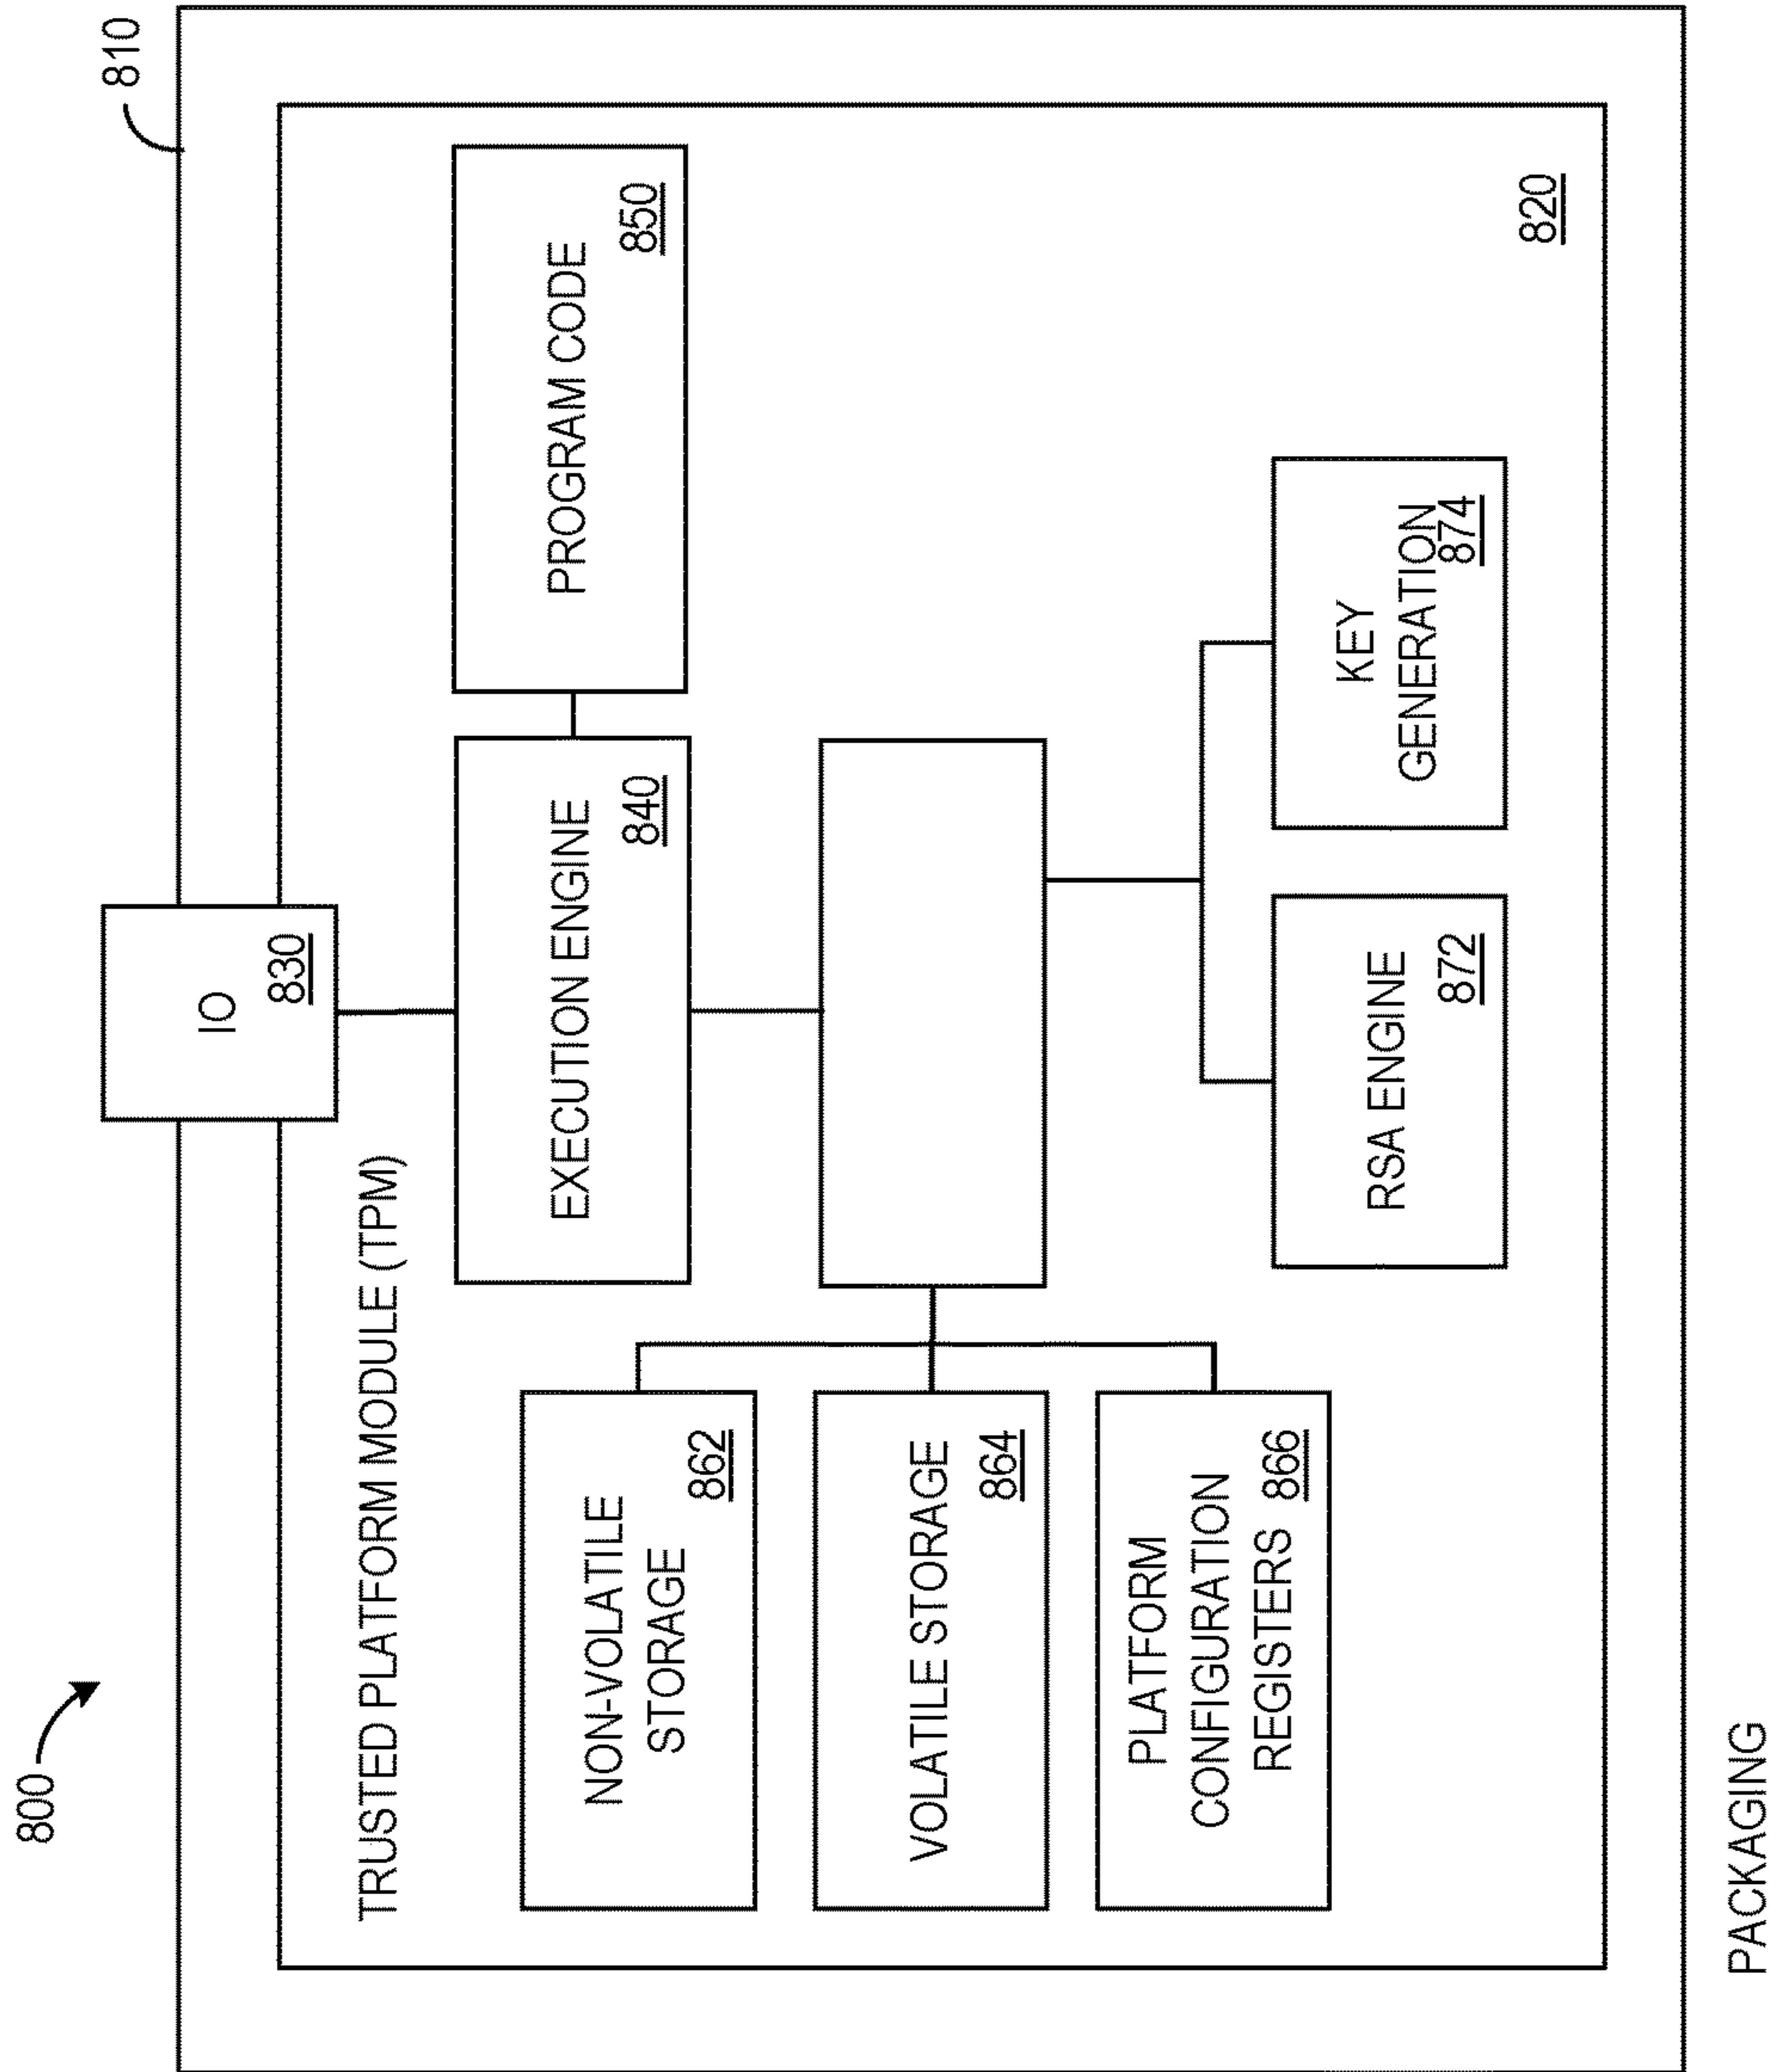 800
810
IO
830
TRUSTED PLATFORM MODULE (TPM)
EXECUTION ENGINE
840
PROGRAM CODE
850
NON-VOLATILE
STORAGE
862
VOLATILE STORAGE
864
PLATFORM
CONFIGURATION
REGISTERS 866
RSA ENGINE
872
KEY
GENERATION
874
820
PACKAGING